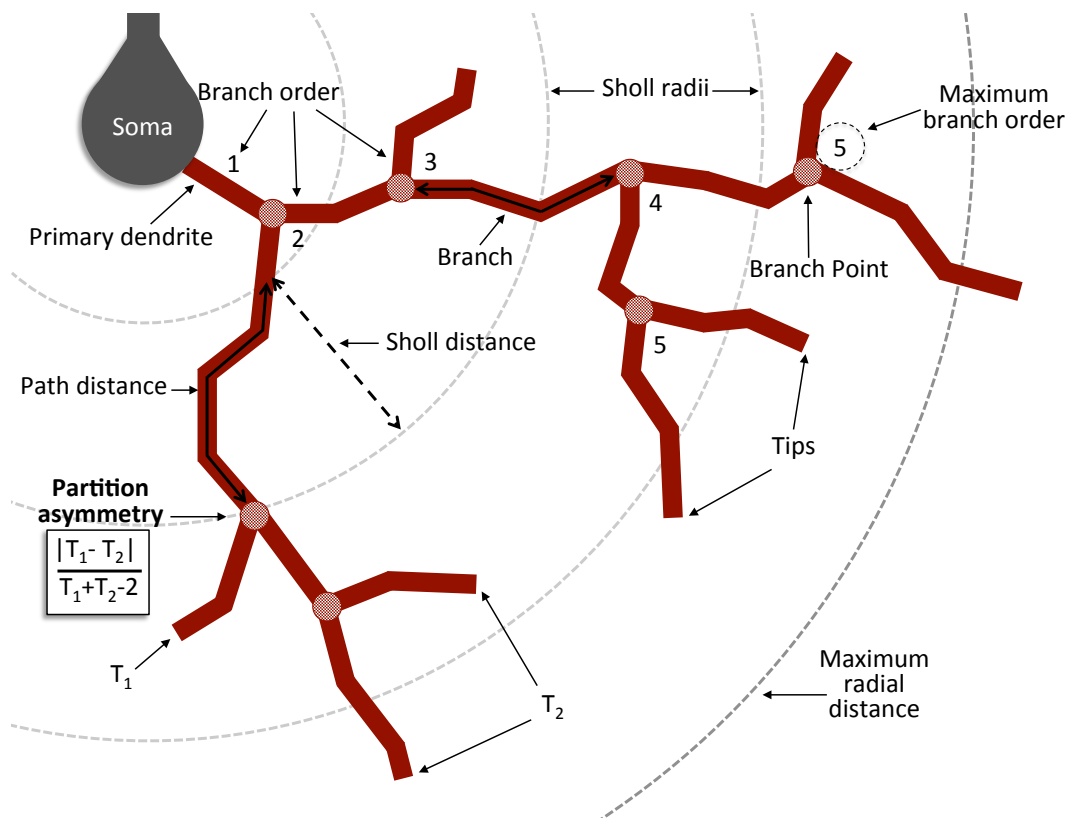 Soma
Branch order
Sholl radii
Maximum
branch order
1
3
5
Primary dendrite
2
4
Branch
Branch Point
Sholl distance
5
Path distance
Tips
Partition
asymmetry
|T₁- T₂|
T₁+T₂-2
T₁
T₂
Maximum
radial
distance